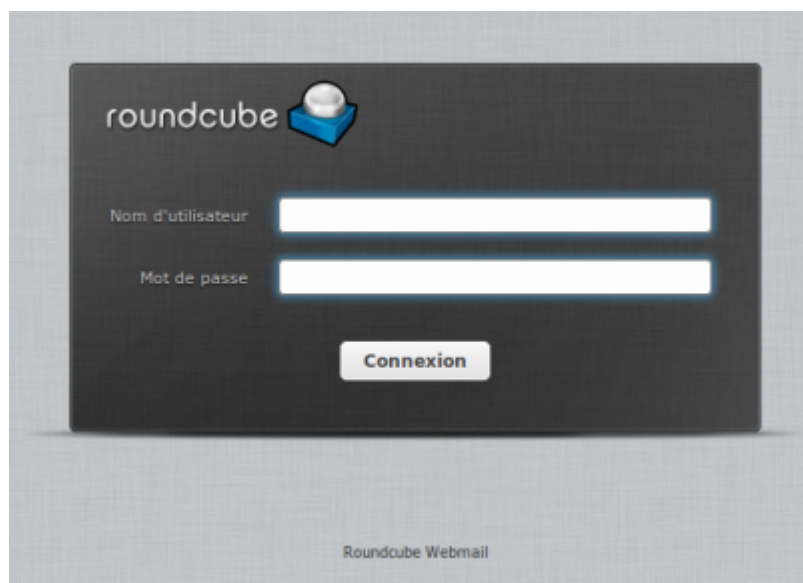 roundcube
Nom d'utilisateur
Mot de passe
Connexion
Roundcube Webmail